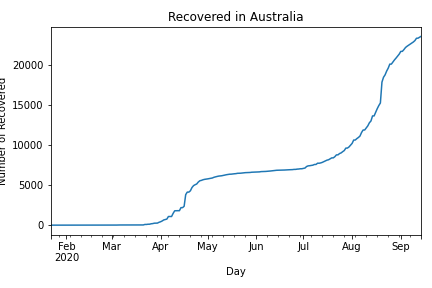 Recovered in Australia
Number of Recovered
20000
15000
10000
5000
0
Feb Mar Apr May Jun Jul Aug Sep
2020
Day